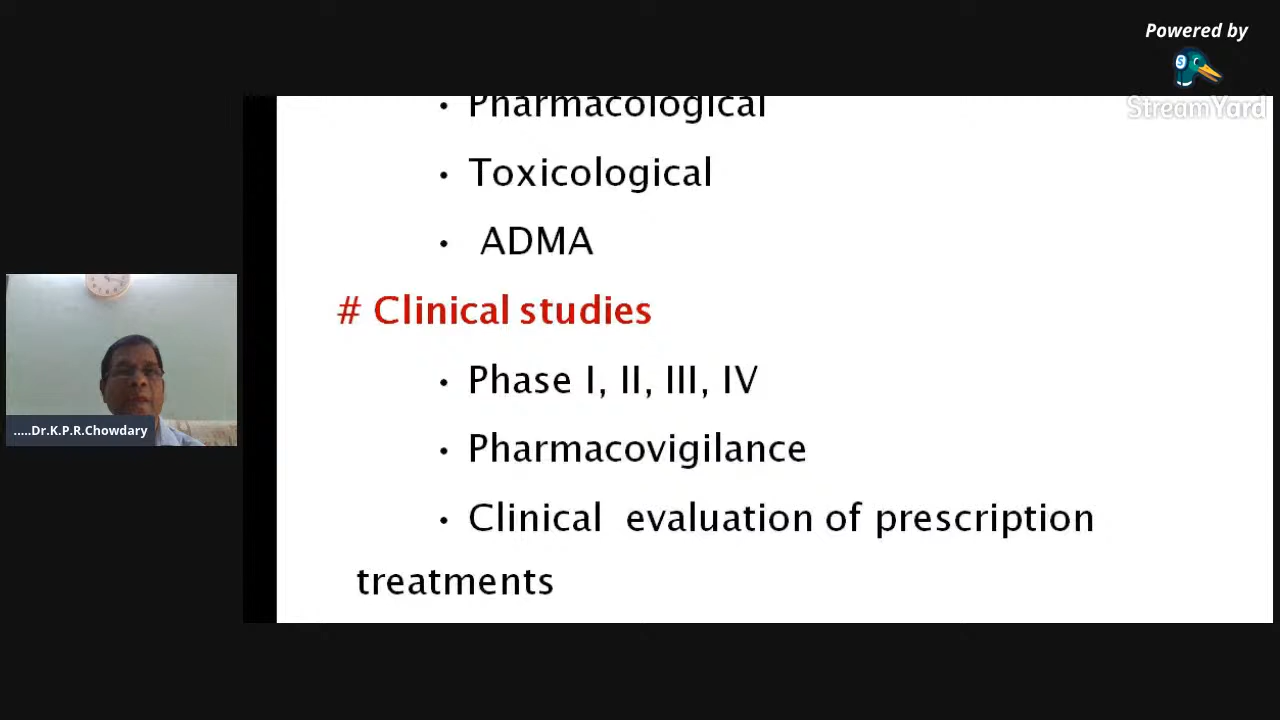 Powered by
StreamYard
• Pharmacological
• Toxicological
• ADMA
# Clinical studies
• Phase I, II, III, IV
• Pharmacovigilance
• Clinical evaluation of prescription
treatments
.....Dr.K.P.R.Chowdary